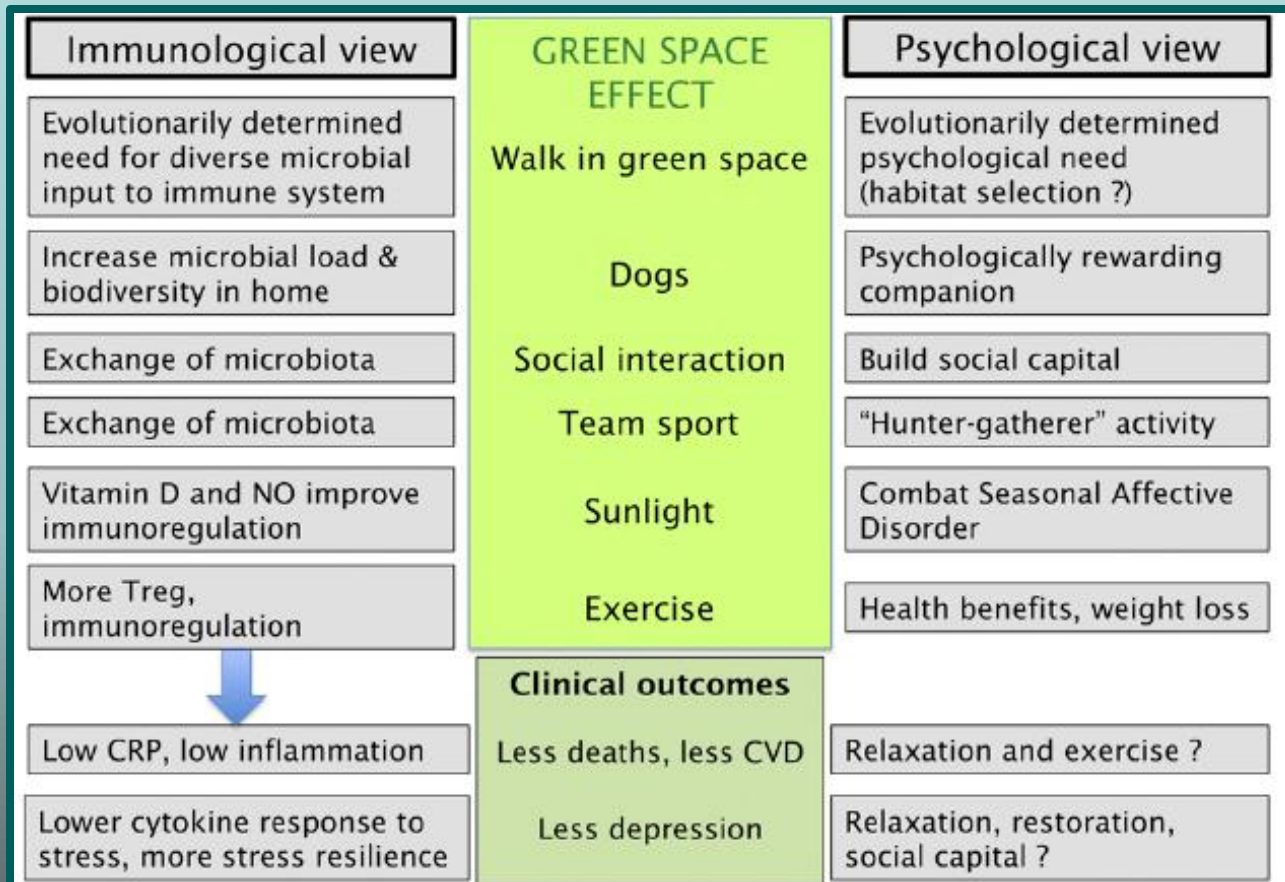 Immunological view
GREEN SPACE
EFFECT
Psychological view
Evolutionarily determined
need for diverse microbial
input to immune system
Walk in green space
Evolutionarily determined
psychological need
(habitat selection ?)
Increase microbial load &
biodiversity in home
Dogs
Psychologically rewarding
companion
Exchange of microbiota
Social interaction
Build social capital
Exchange of microbiota
Team sport
“Hunter-gatherer” activity
Vitamin D and NO improve
immunoregulation
Sunlight
Combat Seasonal Affective
Disorder
More Treg,
immunoregulation
Exercise
Health benefits, weight loss
Clinical outcomes
Low CRP, low inflammation
Less deaths, less CVD
Relaxation and exercise ?
Lower cytokine response to
stress, more stress resilience
Less depression
Relaxation, restoration,
social capital ?